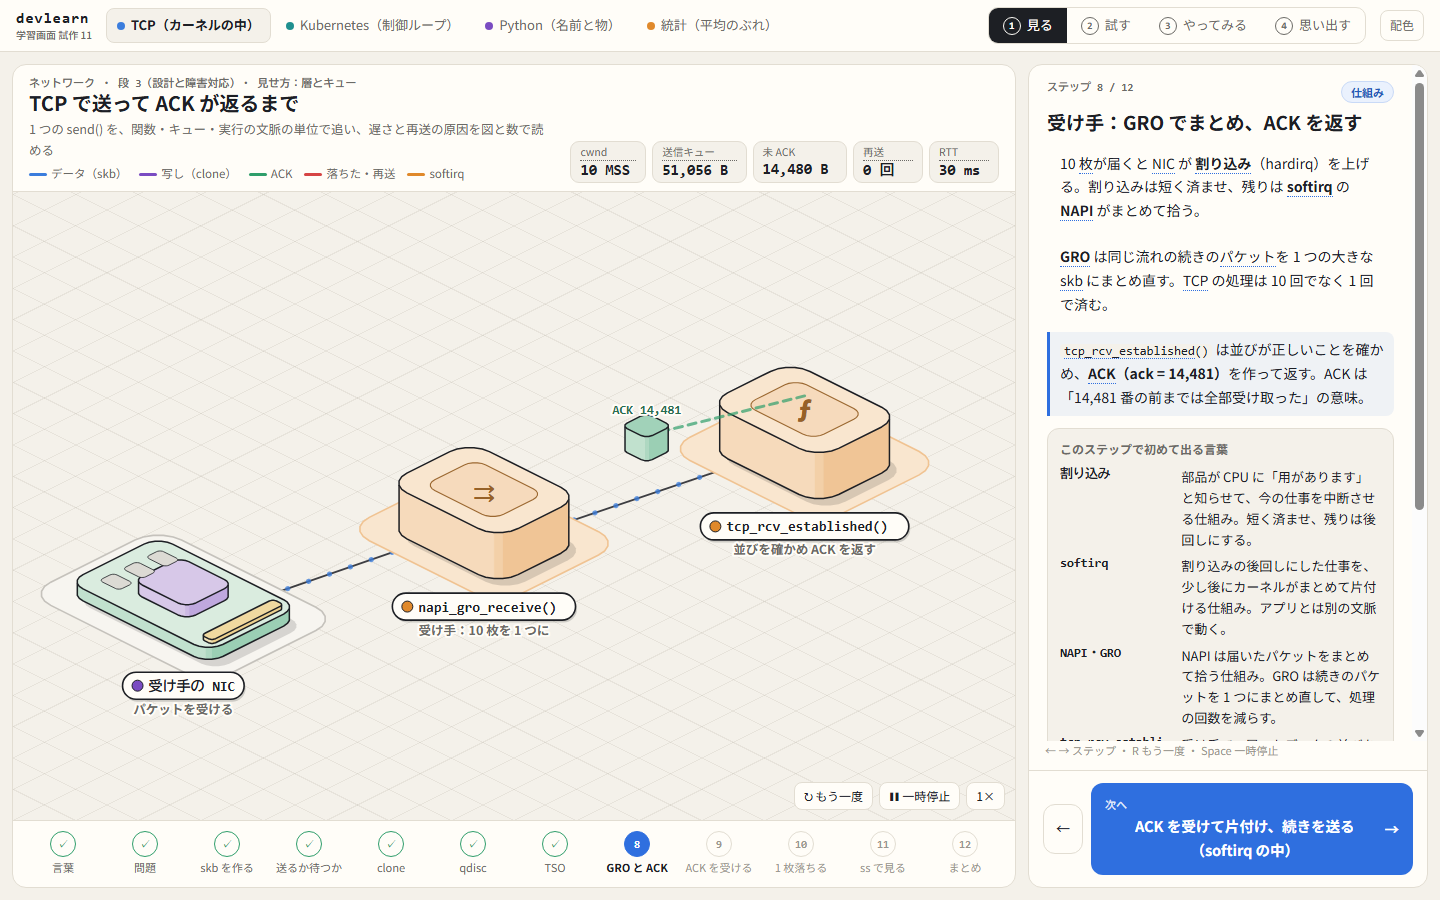 devlearn
学習画面 試作 11
TCP（カーネルの中）
Kubernetes（制御ループ）
Python（名前と物）
統計（平均のぶれ）
1 見る
2 試す
3 やってみる
4 思い出す
配色
ネットワーク ・ 段 3（設計と障害対応）・ 見せ方：層とキュー
TCP で送って ACK が返るまで
1 つの send() を、関数・キュー・実行の文脈の単位で追い、遅さと再送の原因を図と数で読
める
データ（skb）
写し（clone）
ACK
落ちた・再送
softirq
cwnd
10 MSS
送信キュー
51,056 B
未 ACK
14,480 B
再送
0 回
RTT
30 ms
ACK 14,481
f
tcp_rcv_established()
並びを確かめ ACK を返す
napi_gro_receive()
受け手：10 枚を 1 つに
受け手の NIC
パケットを受ける
↻ もう一度
一時停止
1×
✓
✓
✓
✓
✓
✓
✓
8
9
10
11
12
言葉
問題
skb を作る
送るか待つか
clone
qdisc
TSO
GRO と ACK
ACK を受ける
1 枚落ちる
ss で見る
まとめ
ステップ 8 / 12
仕組み
受け手：GRO でまとめ、ACK を返す
10 枚が届くと NIC が 割り込み（hardirq）を上げ
る。割り込みは短く済ませ、残りは softirq の
NAPI がまとめて拾う。
GRO は同じ流れの続きのパケットを 1 つの大きな
skb にまとめ直す。TCP の処理は 10 回でなく 1 回
で済む。
tcp_rcv_established() は並びが正しいことを確か
め、ACK（ack = 14,481）を作って返す。ACK は
「14,481 番の前までは全部受け取った」の意味。
このステップで初めて出る言葉
割り込み
部品が CPU に「用があります」
と知らせて、今の仕事を中断させ
る仕組み。短く済ませ、残りは後
回しにする。
softirq
割り込みの後回しにした仕事を、
少し後にカーネルがまとめて片付
ける仕組み。アプリとは別の文脈
で動く。
NAPI・GRO
NAPI は届いたパケットをまとめ
て拾う仕組み。GRO は続きのパケ
ットを 1 つにまとめ直して、処理
の回数を減らす。
← → ステップ ・ R もう一度 ・ Space 一時停止
←
次へ
ACK を受けて片付け、続きを送る
（softirq の中）
→